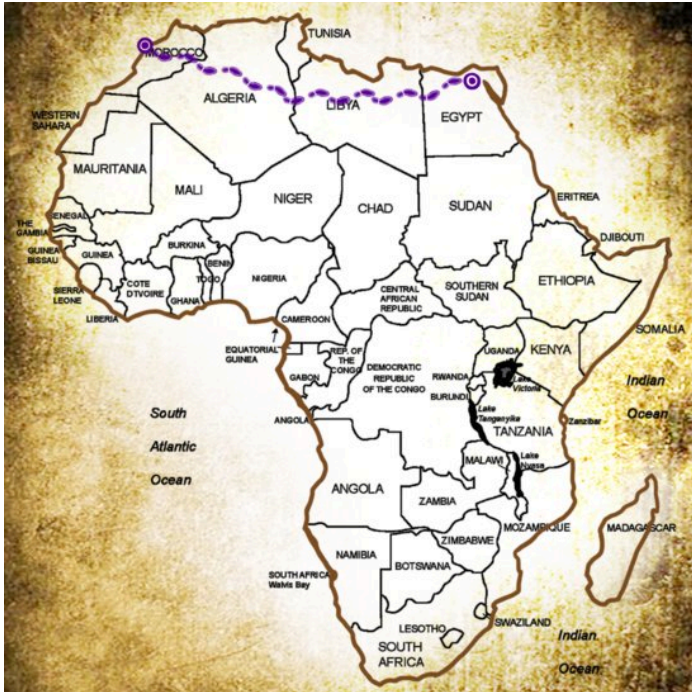 TUNISIA
MOROCCO
ALGERIA
LIBYA
EGYPT
WESTERN
SAHARA
MAURITANIA
MALI
NIGER
CHAD
SUDAN
ERITREA
THE
GAMBIA
SENEGAL
DJIBOUTI
GUINEA
BISSAU
GUINEA
BURKINA
BENIN
TOGO
NIGERIA
SIERRA
LEONE
COTE
D'TVOIRE
GHANA
LIBERIA
CENTRAL
AFRICAN
REPUBLIC
SOUTHERN
SUDAN
ETHIOPIA
SOMALIA
CAMEROON
EQUATORIAL
GUINEA
REP. OF
THE
CONGO
GABON
DEMOCRATIC
REPUBLIC
OF THE CONGO
UGANDA
KENYA
RWANDA
BURUNDI
Lake
Victoria
Indian
Ocean
Lake
Tanganyika
TANZANIA
Zanzibar
South
Atlantic
Ocean
ANGOLA
ANGOLA
MALAWI
Lake
Nyasa
ZAMBIA
MOZAMBIQUE
MADAGASCAR
ZIMBABWE
NAMIBIA
BOTSWANA
SOUTH AFRICA
Walvis Bay
SWAZILAND
LESOTHO
SOUTH
AFRICA
Indian.
Ocean.